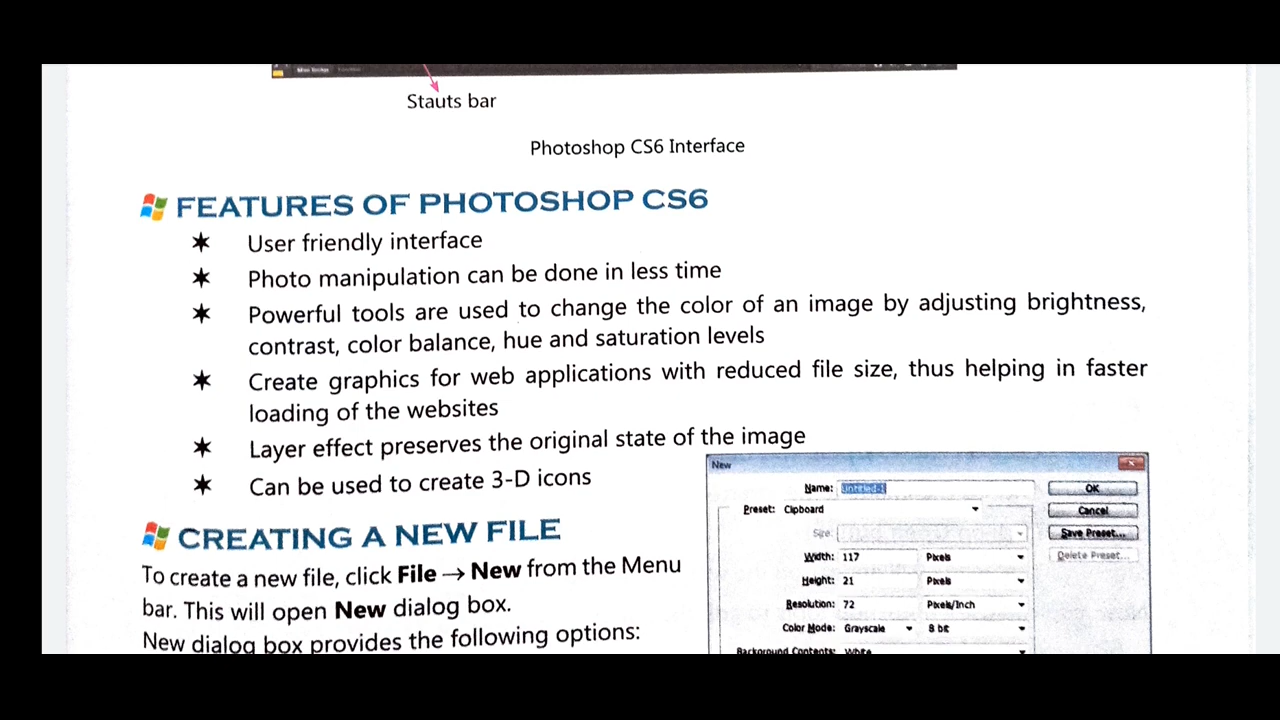 Stauts bar
Photoshop CS6 Interface
FEATURES OF PHOTOSHOP CS6
✶ User friendly interface
✶ Photo manipulation can be done in less time
✶ Powerful tools are used to change the color of an image by adjusting brightness,
contrast, color balance, hue and saturation levels
✶ Create graphics for web applications with reduced file size, thus helping in faster
loading of the websites
✶ Layer effect preserves the original state of the image
✶ Can be used to create 3-D icons
CREATING A NEW FILE
To create a new file, click File → New from the Menu
bar. This will open New dialog box.
New dialog box provides the following options:
New
Name: Untitled-1 OK
Preset: Clipboard Cancel
Size: Save Preset...
Width: 117 Pixels Delete Preset...
Height: 21 Pixels
Resolution: 72 Pixels/Inch
Color Mode: Grayscale 8 bit
Background Contents: White